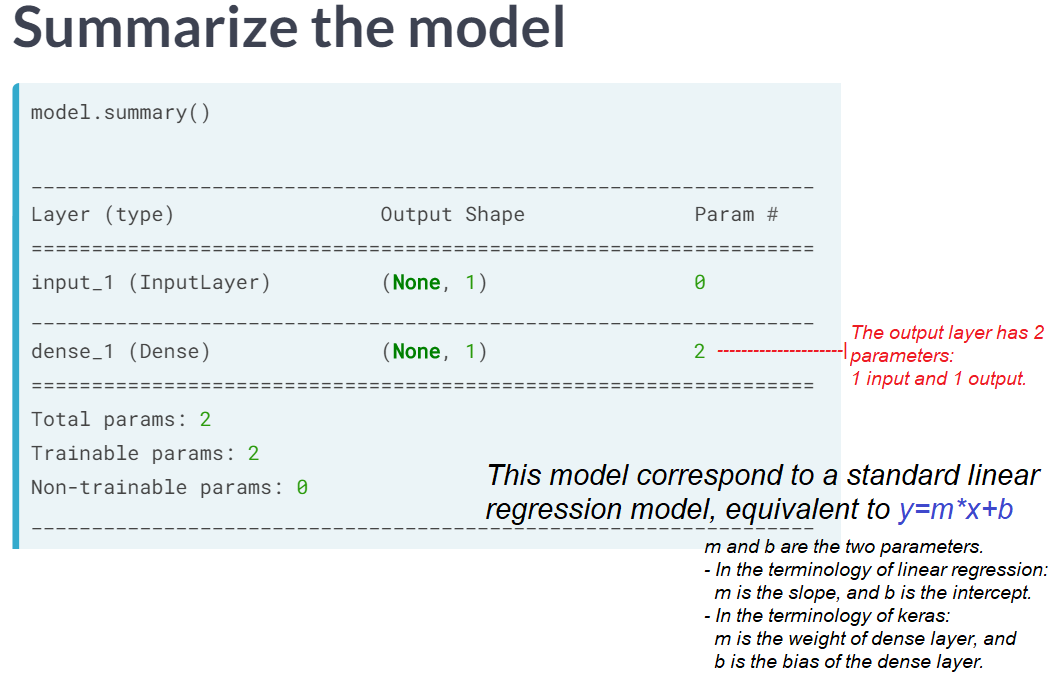 Summarize the model
model.summary()
_________________________________________________________________
Layer (type)                 Output Shape              Param #
=================================================================
input_1 (InputLayer)         (None, 1)                 0
_________________________________________________________________
dense_1 (Dense)              (None, 1)                 2
=================================================================
The output layer has 2
parameters:
1 input and 1 output.
Total params: 2
Trainable params: 2
Non-trainable params: 0
_________________________________________________________________
This model correspond to a standard linear
regression model, equivalent to y=m*x+b
m and b are the two parameters.
- In the terminology of linear regression:
m is the slope, and b is the intercept.
- In the terminology of keras:
m is the weight of dense layer, and
b is the bias of the dense layer.